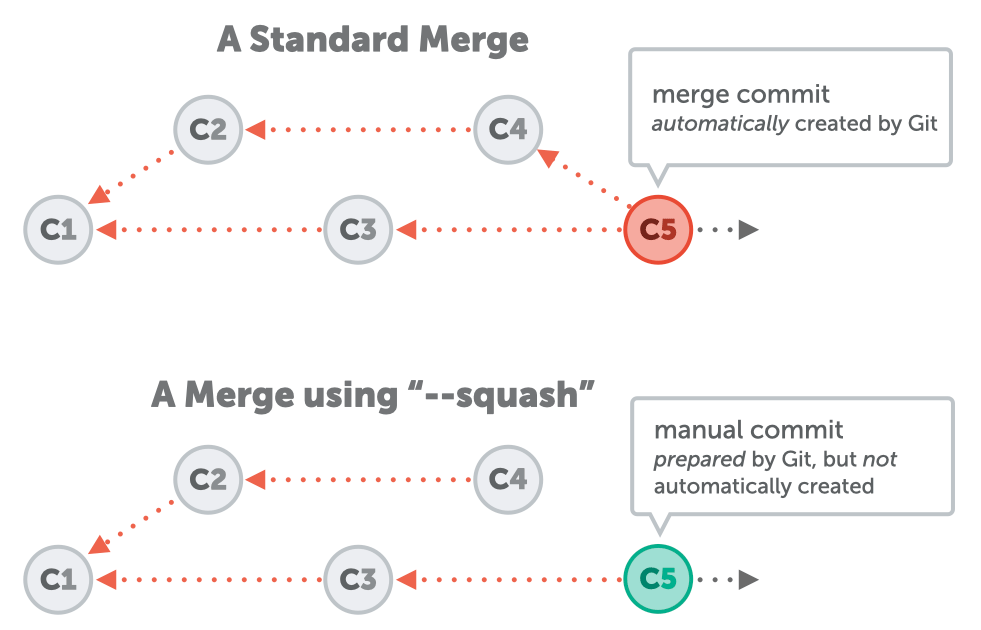 A Standard Merge
merge commit
automatically created by Git
C2
C4
C1
C3
C5
A Merge using “--squash”
manual commit
prepared by Git, but not
automatically created
C2
C4
C1
C3
C5